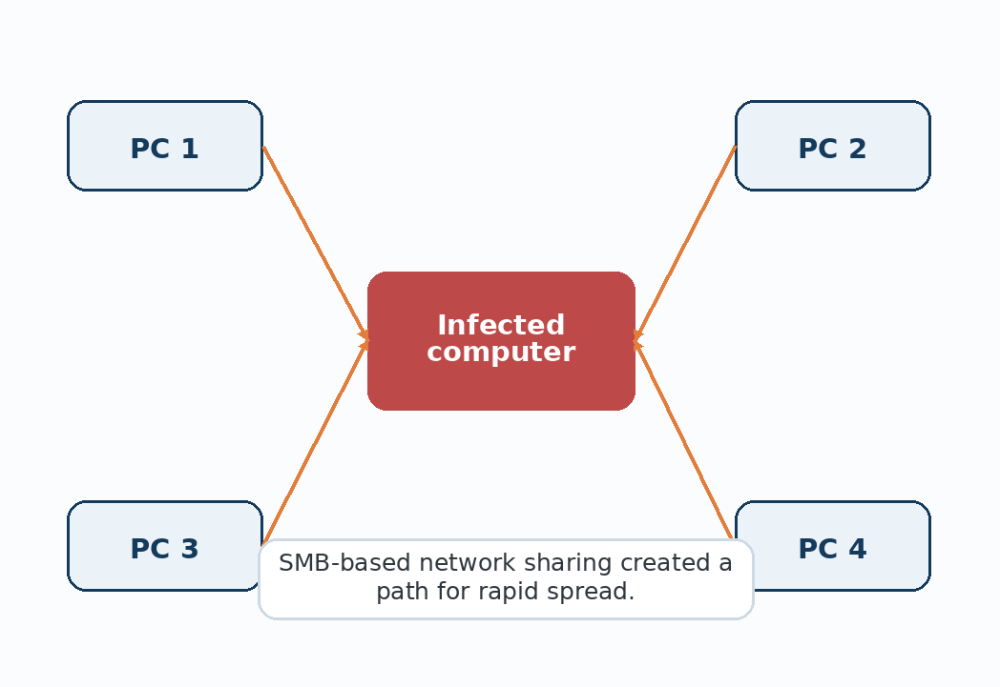 PC 1
PC 2
Infected
computer
PC 3
PC 4
SMB-based network sharing created a
path for rapid spread.